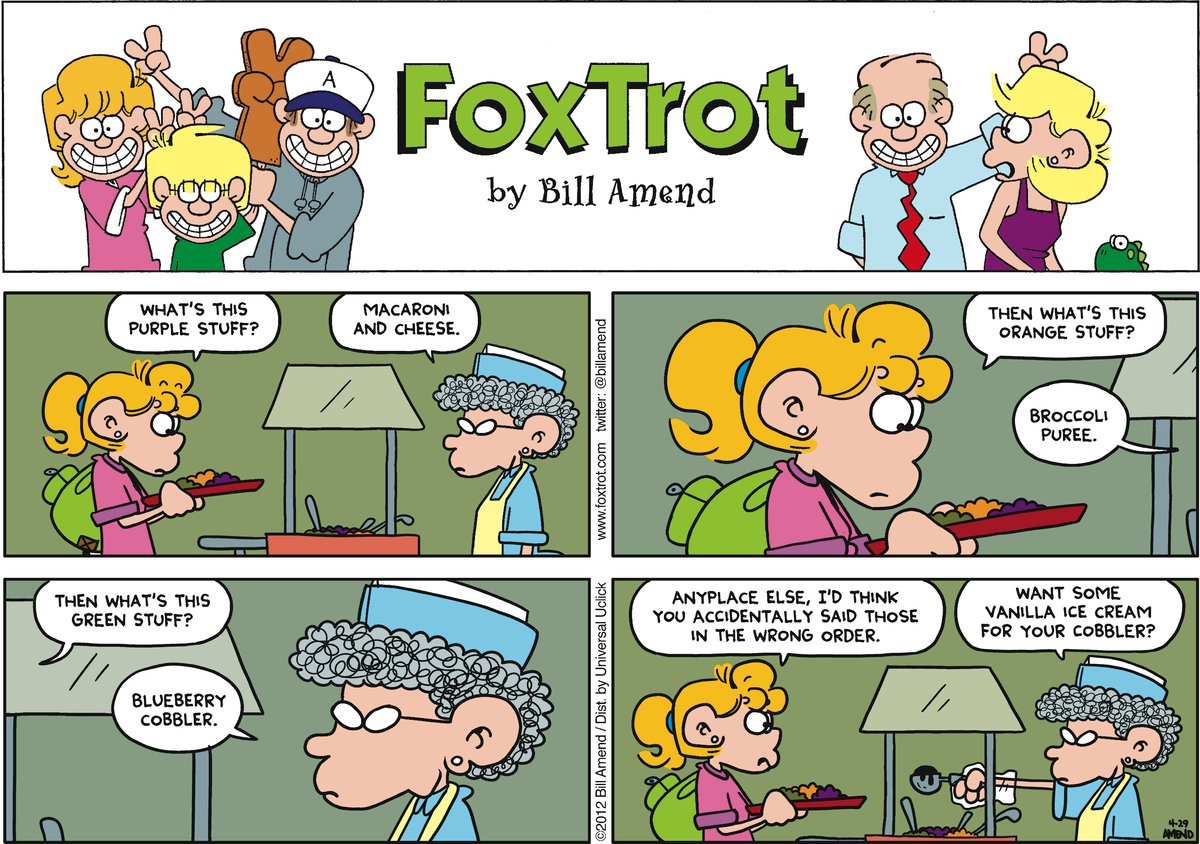 A
FOXTROT
by Bill Amend
WHAT'S THIS
PURPLE STUFF?
MACARONI
AND CHEESE.
www.foxtrot.com twitter: @billamend
THEN WHAT'S THIS
ORANGE STUFF?
BROCCOLI
PUREE.
THEN WHAT'S THIS
GREEN STUFF?
BLUEBERRY
COBBLER.
©2012 Bill Amend / Dist. by Universal Uclick
ANYPLACE ELSE, I'D THINK
YOU ACCIDENTALLY SAID THOSE
IN THE WRONG ORDER.
WANT SOME
VANILLA ICE CREAM
FOR YOUR COBBLER?
4-29
AMEND